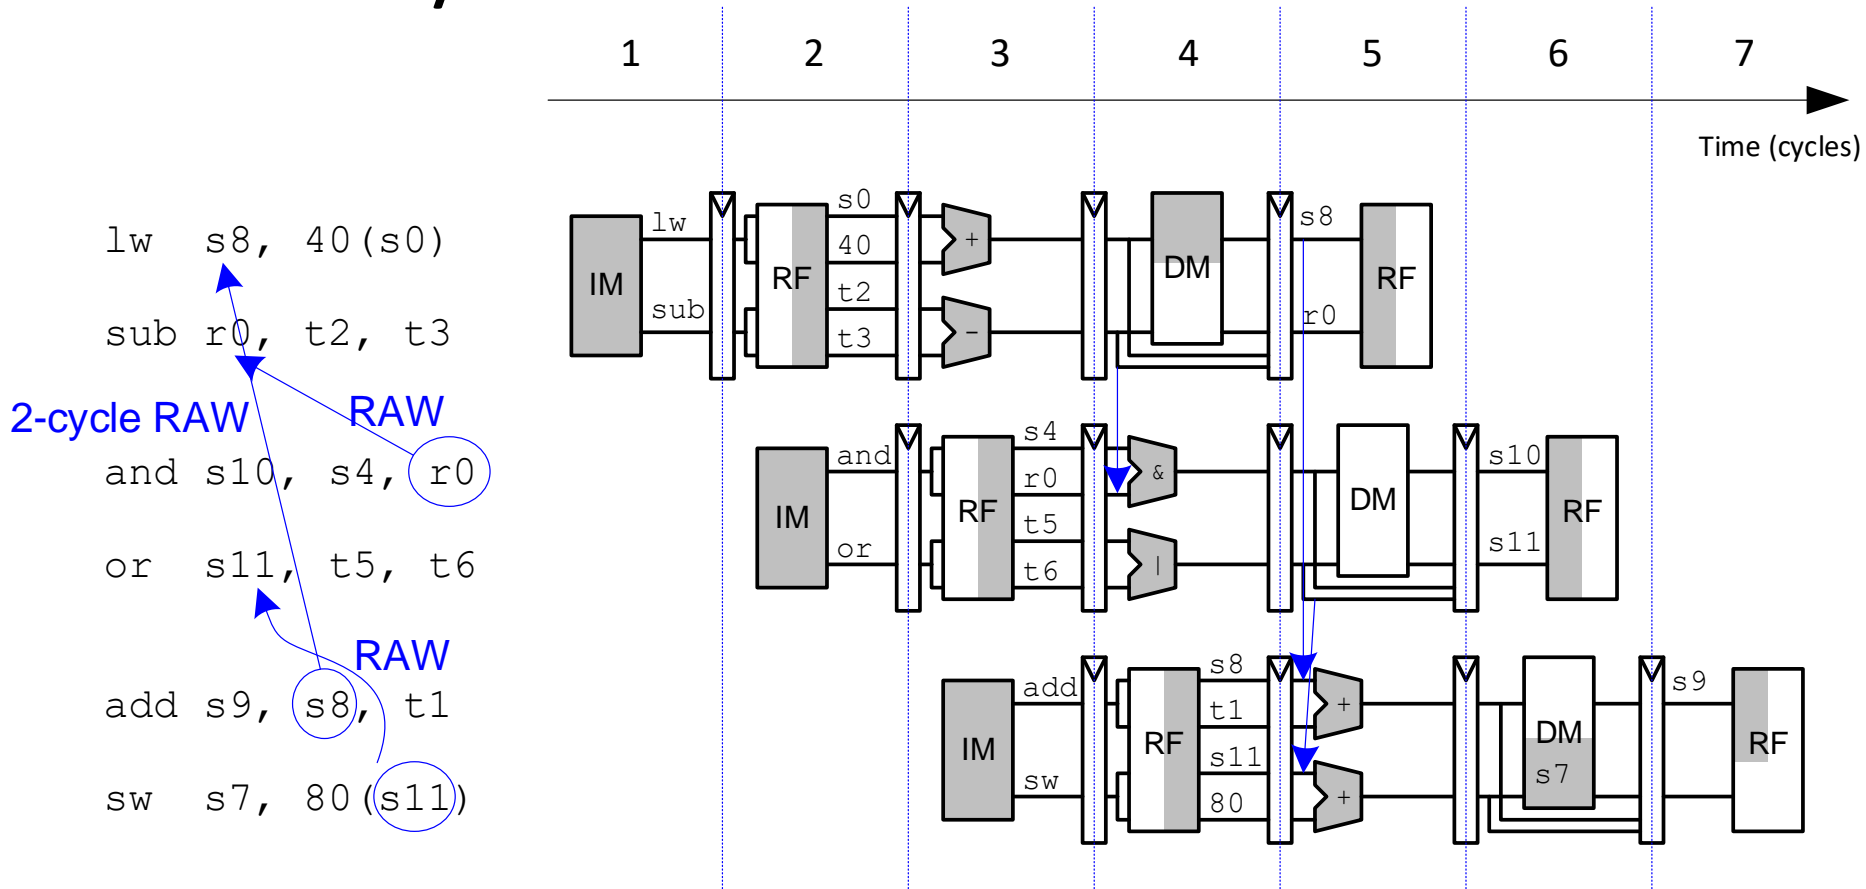 1 2 3 4 5 6 7
Time (cycles)
lw s8, 40(s0)
sub r0, t2, t3
2-cycle RAW
RAW
and s10, s4, r0
or s11, t5, t6
RAW
add s9, s8, t1
sw s7, 80(s11)
IM
lw
sub
RF
s0
40
t2
t3
+
-
DM
s8
r0
RF
IM
and
or
RF
s4
r0
t5
t6
&
|
DM
s10
s11
RF
IM
add
sw
RF
s8
t1
s11
80
+
+
DM
s7
s9
RF